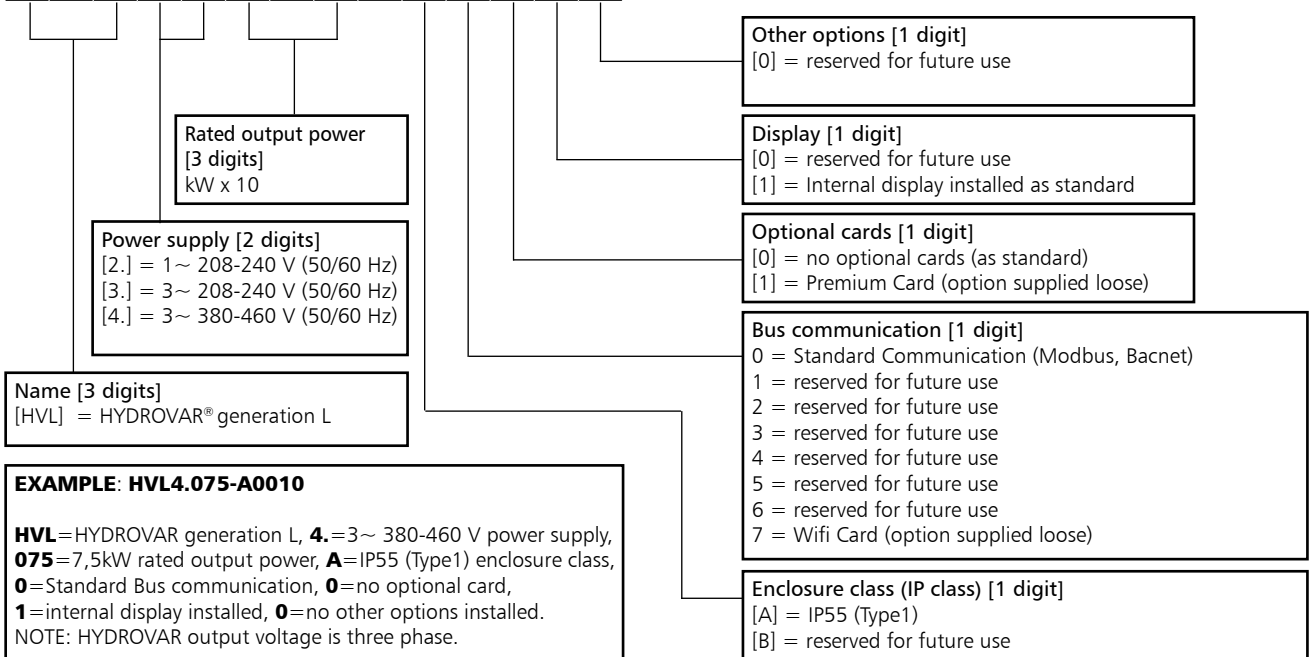 Rated output power
[3 digits]
kW x 10
Power supply [2 digits]
[2.] = 1~ 208-240 V (50/60 Hz)
[3.] = 3~ 208-240 V (50/60 Hz)
[4.] = 3~ 380-460 V (50/60 Hz)
Name [3 digits]
[HVL] = HYDROVAR® generation L
EXAMPLE: HVL4.075-A0010
HVL=HYDROVAR generation L, 4.=3~ 380-460 V power supply,
075=7,5kW rated output power, A=IP55 (Type1) enclosure class,
0=Standard Bus communication, 0=no optional card,
1=internal display installed, 0=no other options installed.
NOTE: HYDROVAR output voltage is three phase.
Other options [1 digit]
[0] = reserved for future use
Display [1 digit]
[0] = reserved for future use
[1] = Internal display installed as standard
Optional cards [1 digit]
[0] = no optional cards (as standard)
[1] = Premium Card (option supplied loose)
Bus communication [1 digit]
0 = Standard Communication (Modbus, Bacnet)
1 = reserved for future use
2 = reserved for future use
3 = reserved for future use
4 = reserved for future use
5 = reserved for future use
6 = reserved for future use
7 = Wifi Card (option supplied loose)
Enclosure class (IP class) [1 digit]
[A] = IP55 (Type1)
[B] = reserved for future use